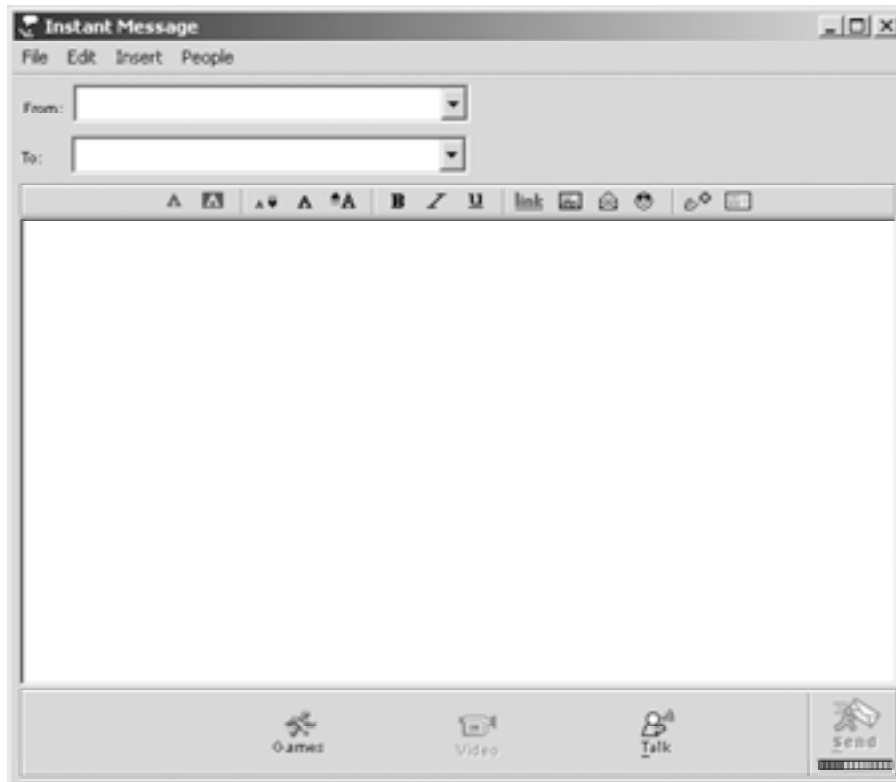 Instant Message
File Edit Insert People
From:
To:
A A A A A B I U link
Games Video Talk Send